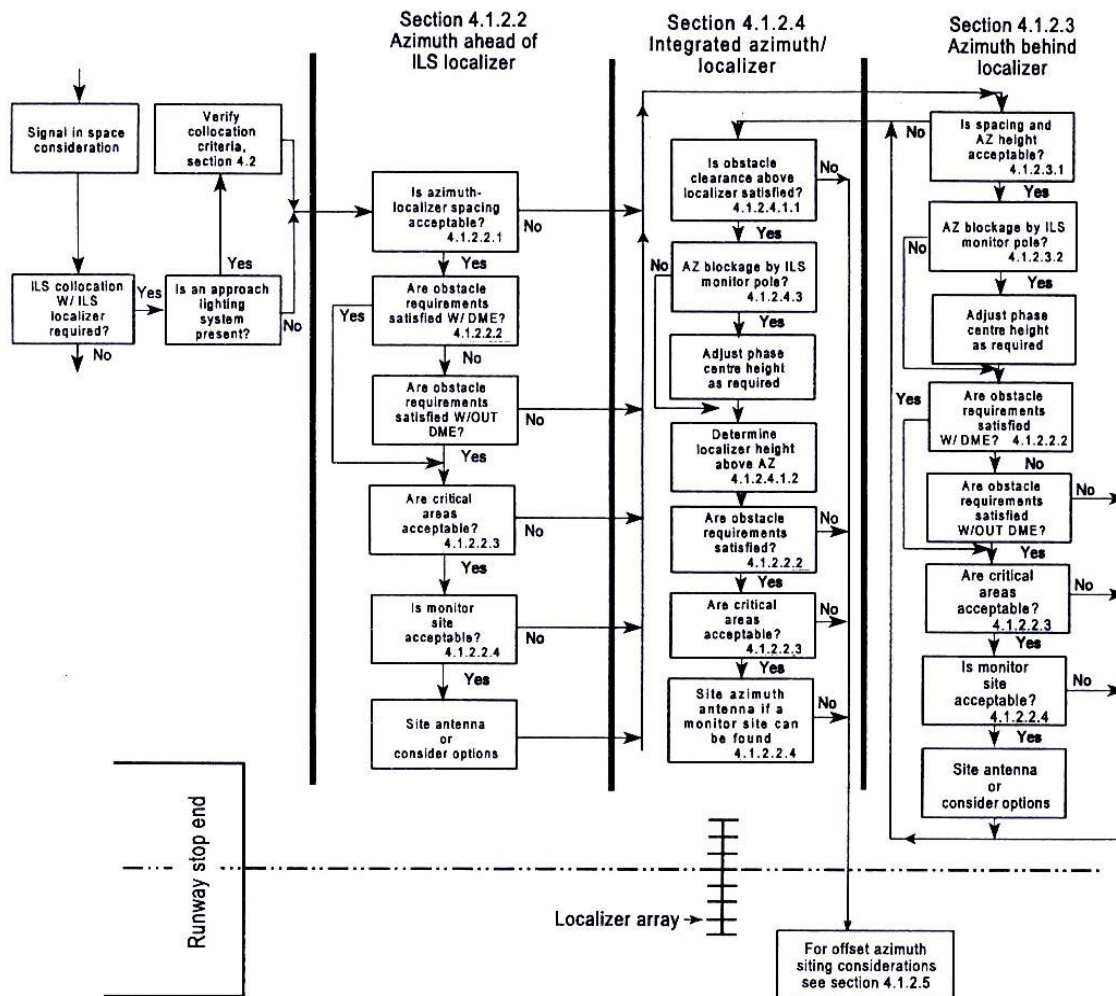 Section 4.1.2.2
Azimuth ahead of
ILS localizer
Section 4.1.2.4
Integrated azimuth/
localizer
Section 4.1.2.3
Azimuth behind
localizer
Signal in space
consideration
Verify
collocation
criteria,
section 4.2
ILS collocation
W/ ILS
localizer
required?
Yes
No
Is an approach
lighting
system
present?
Yes
No
Is azimuth-
localizer spacing
acceptable?
4.1.2.2.1
No
Yes
Are obstacle
requirements
satisfied W/ DME?
4.1.2.2.2
Yes
No
Are obstacle
requirements
satisfied W/OUT
DME?
No
Yes
Are critical
areas
acceptable?
4.1.2.2.3
No
Yes
Is monitor
site
acceptable?
4.1.2.2.4
No
Yes
Site antenna
or
consider options
Is obstacle
clearance above
localizer satisfied?
4.1.2.4.1.1
No
Yes
AZ blockage by ILS
monitor pole?
4.1.2.4.3
No
Yes
Adjust phase
centre height
as required
Determine
localizer height
above AZ
4.1.2.4.1.2
Are obstacle
requirements
satisfied?
4.1.2.2.2
No
Yes
Are critical
areas
acceptable?
4.1.2.2.3
No
Yes
Site azimuth
antenna if a
monitor site can
be found
4.1.2.2.4
No
Is spacing and
AZ height
acceptable?
4.1.2.3.1
No
Yes
AZ blockage by ILS
monitor pole?
4.1.2.3.2
No
Yes
Adjust phase
centre height
as required
Are obstacle
requirements
satisfied
W/ DME? 4.1.2.2.2
Yes
No
Are obstacle
requirements
satisfied
W/OUT DME?
No
Yes
Are critical
areas
acceptable?
4.1.2.2.3
No
Yes
Is monitor
site
acceptable?
4.1.2.2.4
No
Yes
Site antenna
or
consider options
Runway stop end
Localizer array
For offset azimuth
siting considerations
see section 4.1.2.5